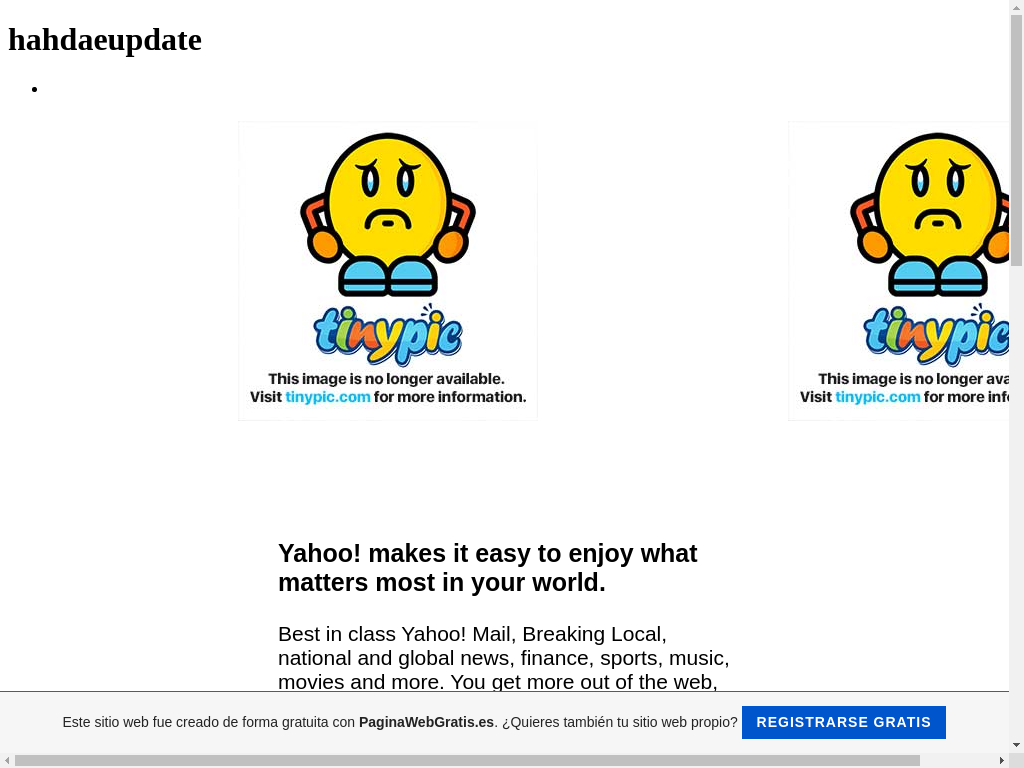 hahdaeupdate
tinypic
This image is no longer available.
Visit tinypic.com for more information.
tinypic
This image is no longer ava
Visit tinypic.com for more info
Yahoo! makes it easy to enjoy what
matters most in your world.
Best in class Yahoo! Mail, Breaking Local,
national and global news, finance, sports, music,
movies and more. You get more out of the web,
Este sitio web fue creado de forma gratuita con PaginaWebGratis.es. ¿Quieres también tu sitio web propio? REGISTRARSE GRATIS